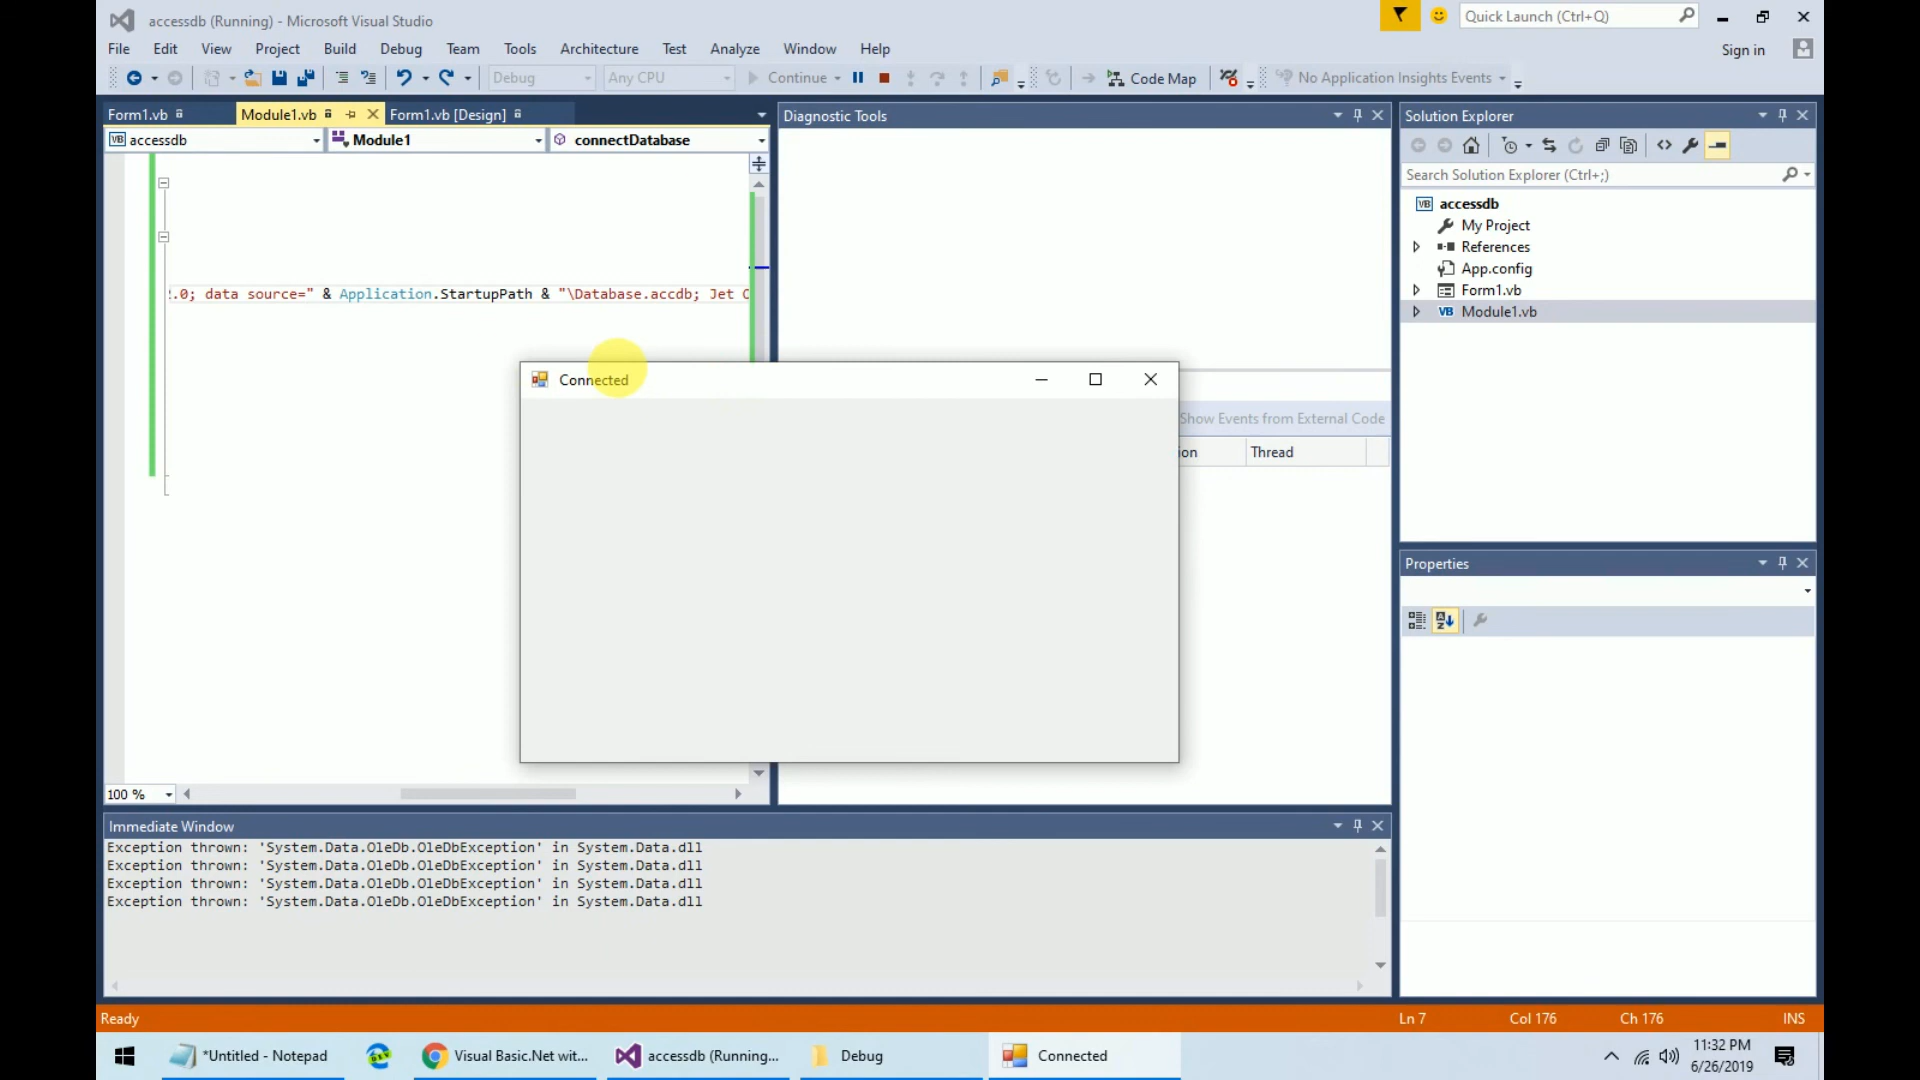 accessdb (Running) - Microsoft Visual Studio
Quick Launch (Ctrl+Q)
File Edit View Project Build Debug Team Tools Architecture Test Analyze Window Help
Sign in
Debug Any CPU Continue Code Map No Application Insights Events
Form1.vb Module1.vb Form1.vb [Design]
accessdb Module1 connectDatabase
.0; data source=" & Application.StartupPath & "\Database.accdb; Jet
100 %
Diagnostic Tools
Show Events from External Code
ion Thread
Connected
Solution Explorer
Search Solution Explorer (Ctrl+;)
accessdb
My Project
References
App.config
Form1.vb
Module1.vb
Properties
Immediate Window
Exception thrown: 'System.Data.OleDb.OleDbException' in System.Data.dll
Exception thrown: 'System.Data.OleDb.OleDbException' in System.Data.dll
Exception thrown: 'System.Data.OleDb.OleDbException' in System.Data.dll
Exception thrown: 'System.Data.OleDb.OleDbException' in System.Data.dll
Ready Ln 7 Col 176 Ch 176 INS
*Untitled - Notepad Visual Basic.Net wit... accessdb (Running... Debug Connected
11:32 PM
6/26/2019